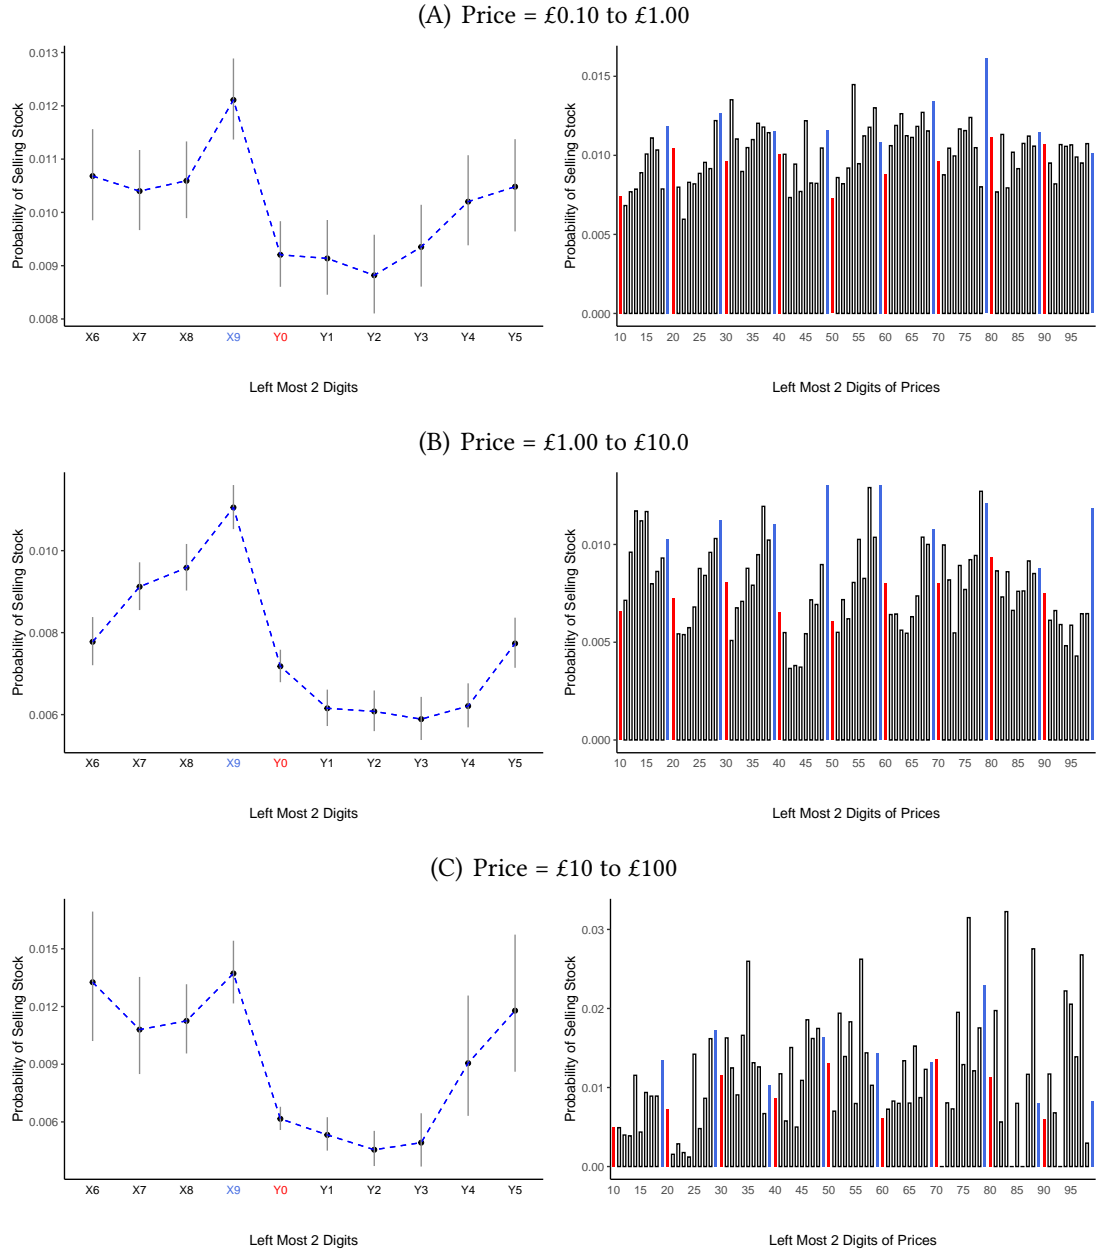 (A) Price = £0.10 to £1.00
Probability of Selling Stock
0.013
0.012
0.011
0.010
0.009
0.008
X6 X7 X8 X9 Y0 Y1 Y2 Y3 Y4 Y5
Left Most 2 Digits
Probability of Selling Stock
0.015
0.010
0.005
0.000
10 15 20 25 30 35 40 45 50 55 60 65 70 75 80 85 90 95
Left Most 2 Digits of Prices
(B) Price = £1.00 to £10.0
Probability of Selling Stock
0.010
0.008
0.006
X6 X7 X8 X9 Y0 Y1 Y2 Y3 Y4 Y5
Left Most 2 Digits
Probability of Selling Stock
0.010
0.005
0.000
10 15 20 25 30 35 40 45 50 55 60 65 70 75 80 85 90 95
Left Most 2 Digits of Prices
(C) Price = £10 to £100
Probability of Selling Stock
0.015
0.012
0.009
0.006
X6 X7 X8 X9 Y0 Y1 Y2 Y3 Y4 Y5
Left Most 2 Digits
Probability of Selling Stock
0.03
0.02
0.01
0.00
10 15 20 25 30 35 40 45 50 55 60 65 70 75 80 85 90 95
Left Most 2 Digits of Prices